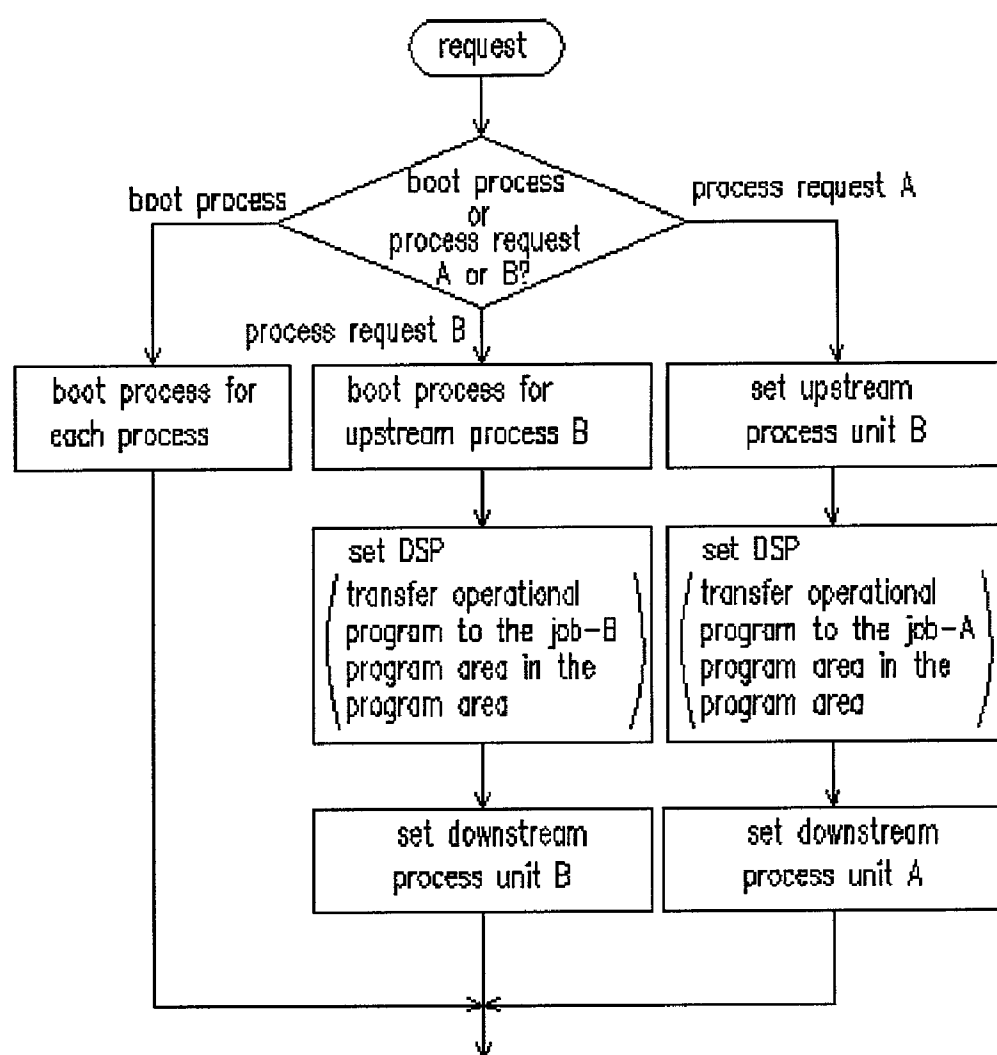 request
boot process
or
process request
A or B?
boot process
process request A
process request B
boot process for
each process
boot process for
upstream process B
set upstream
process unit B
set DSP
transfer operational
program to the job-B
program area in the
program area
set DSP
transfer operational
program to the job-A
program area in the
program area
set downstream
process unit B
set downstream
process unit A